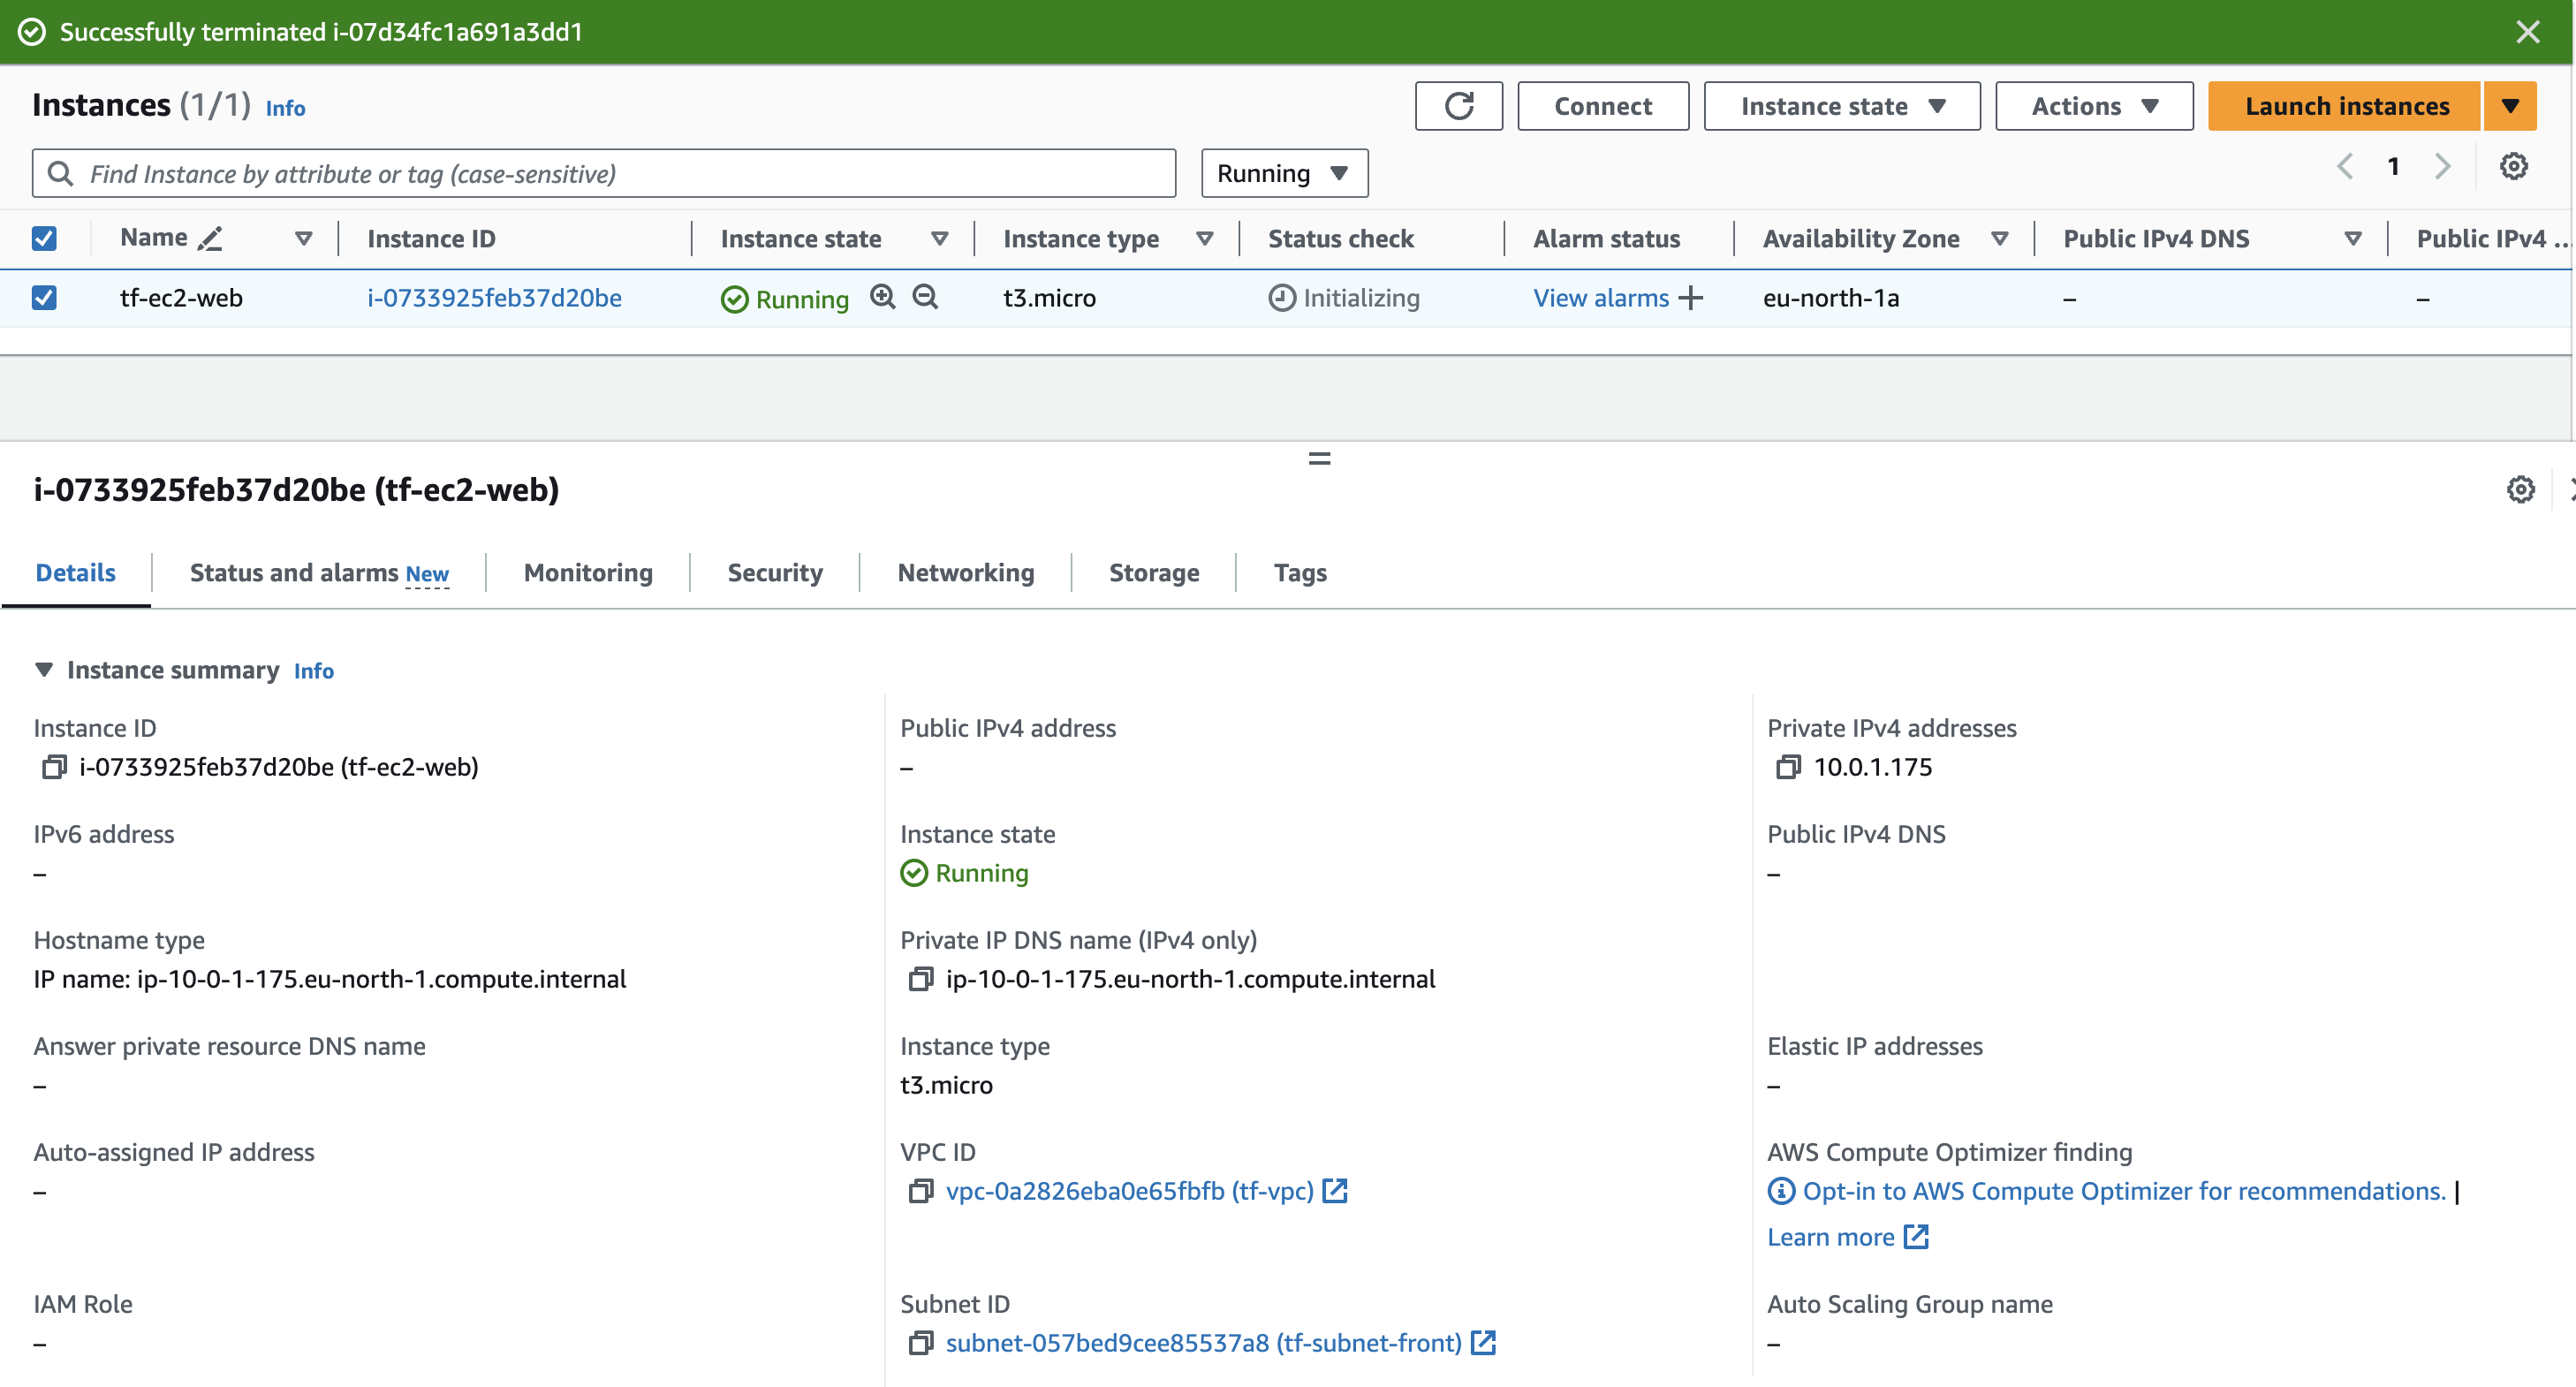 Successfully terminated i-07d34fc1a691a3dd1
Instances (1/1) Info
Connect
Instance state
Actions
Launch instances
Find Instance by attribute or tag (case-sensitive)
Running
1
Name Instance ID Instance state Instance type Status check Alarm status Availability Zone Public IPv4 DNS Public IPv4 ...
tf-ec2-web i-0733925feb37d20be Running t3.micro Initializing View alarms + eu-north-1a – –
i-0733925feb37d20be (tf-ec2-web)
Details Status and alarms New Monitoring Security Networking Storage Tags
Instance summary Info
Instance ID
i-0733925feb37d20be (tf-ec2-web)
Public IPv4 address
–
Private IPv4 addresses
10.0.1.175
IPv6 address
–
Instance state
Running
Public IPv4 DNS
–
Hostname type
IP name: ip-10-0-1-175.eu-north-1.compute.internal
Private IP DNS name (IPv4 only)
ip-10-0-1-175.eu-north-1.compute.internal
Answer private resource DNS name
–
Instance type
t3.micro
Elastic IP addresses
–
Auto-assigned IP address
–
VPC ID
vpc-0a2826eba0e65fbfb (tf-vpc)
AWS Compute Optimizer finding
Opt-in to AWS Compute Optimizer for recommendations. |
Learn more
IAM Role
–
Subnet ID
subnet-057bed9cee85537a8 (tf-subnet-front)
Auto Scaling Group name
–